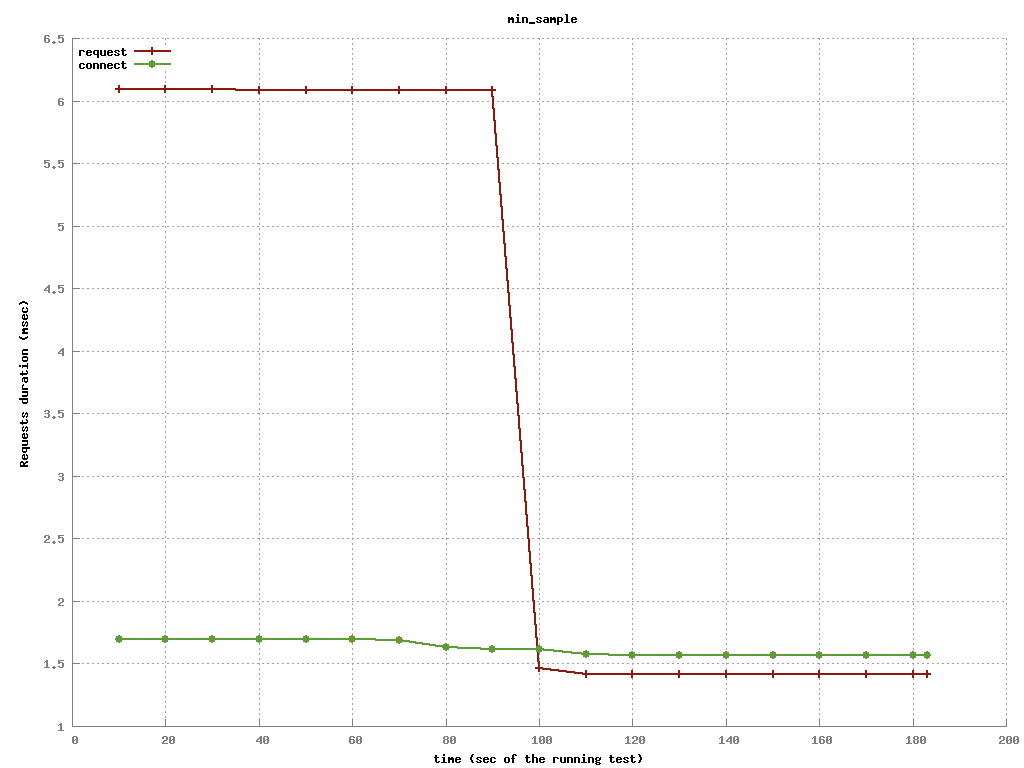 min_sample
6.5
request
connect
6
5.5
5
4.5
4
3.5
3
2.5
2
1.5
1
Requests duration (msec)
0 20 40 60 80 100 120 140 160 180 200
time (sec of the running test)